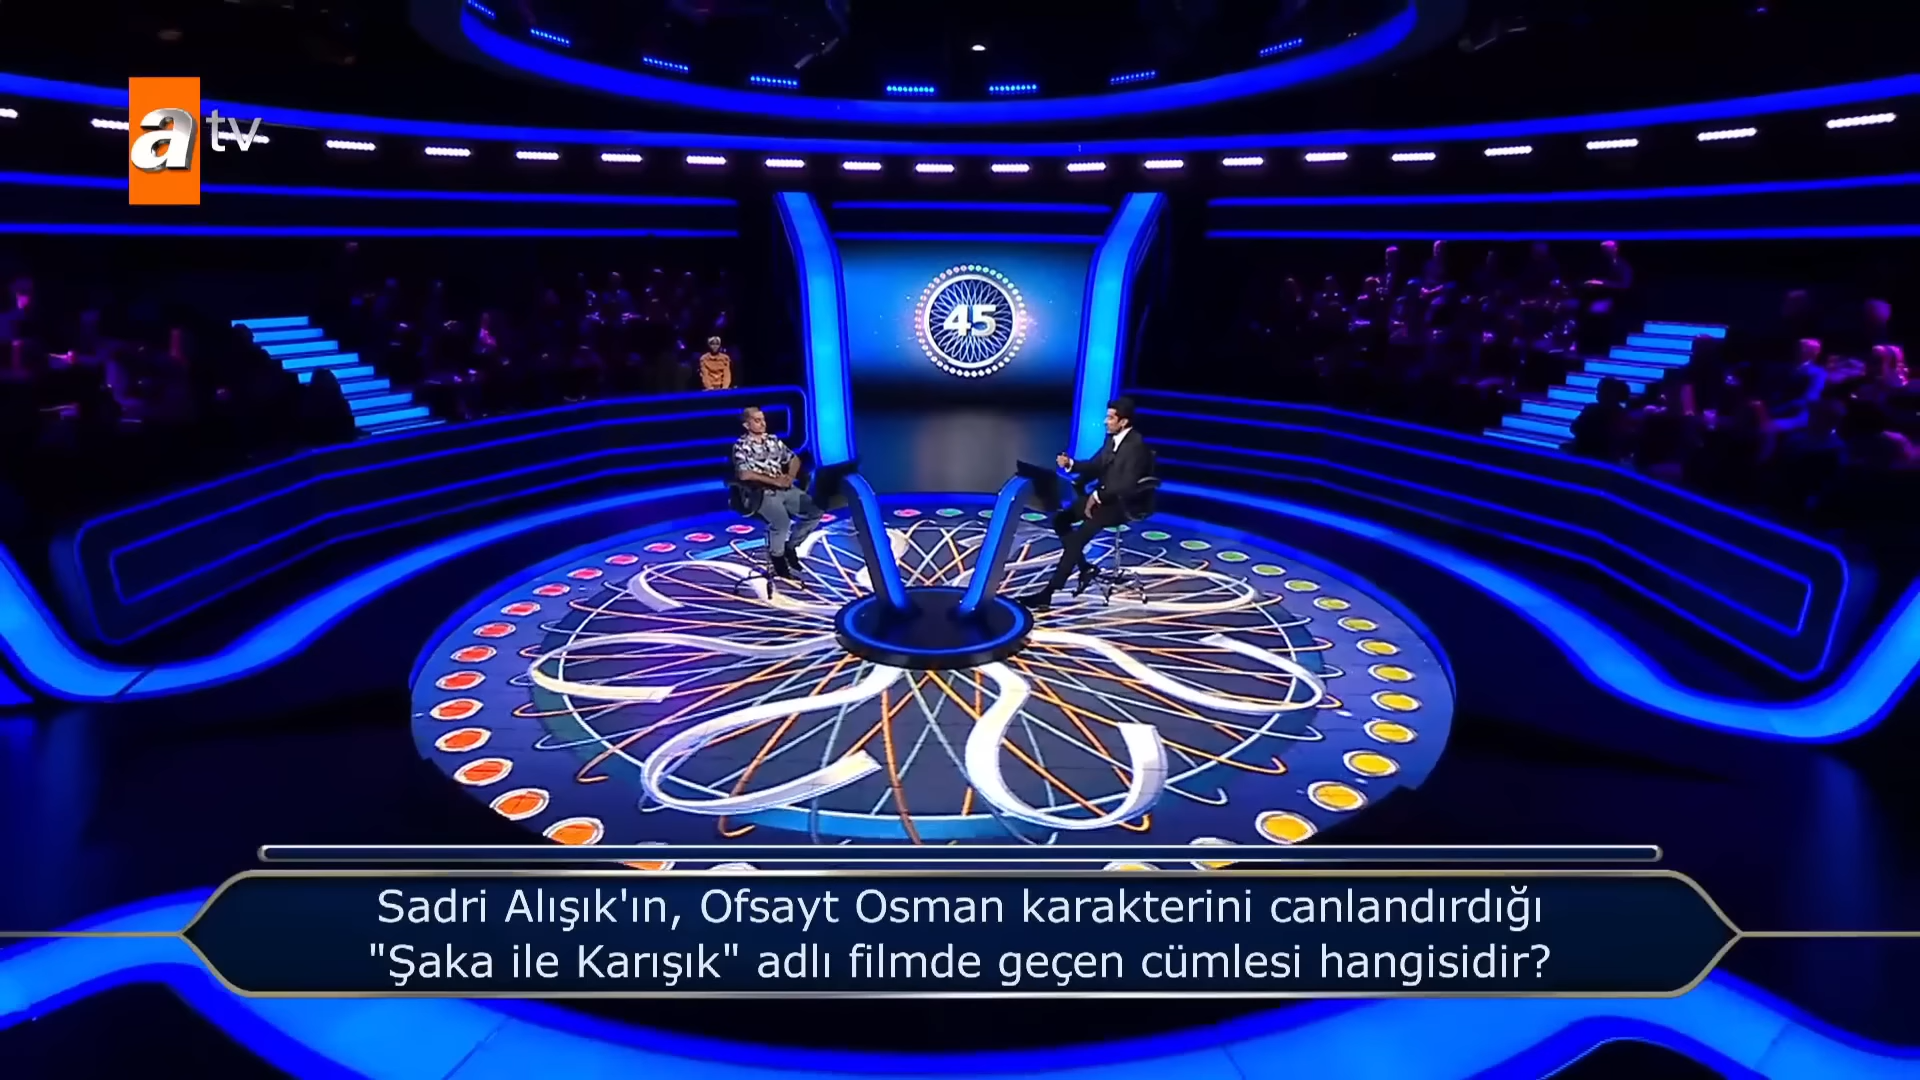 atv
45
Sadri Alışık'ın, Ofsayt Osman karakterini canlandırdığı
"Şaka ile Karışık" adlı filmde geçen cümlesi hangisidir?